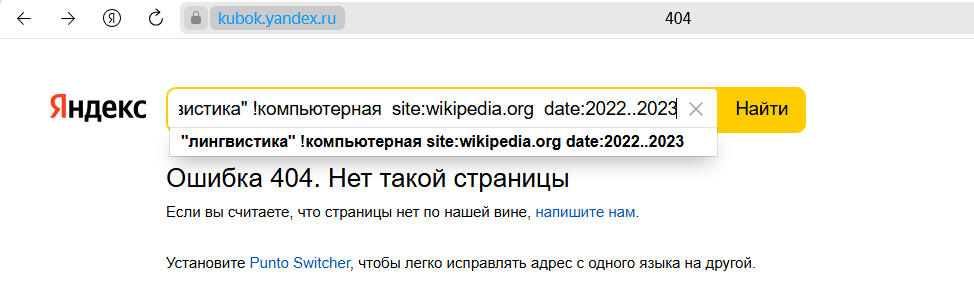 Я kubok.yandex.ru 404
Яндекс вистика" !компьютерная site:wikipedia.org date:2022..2023 Найти
"лингвистика" !компьютерная site:wikipedia.org date:2022..2023
Ошибка 404. Нет такой страницы
Если вы считаете, что страницы нет по нашей вине, напишите нам.
Установите Punto Switcher, чтобы легко исправлять адрес с одного языка на другой.